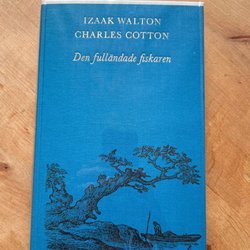 IZAAK WALTON
CHARLES COTTON
Den fulländade fiskaren